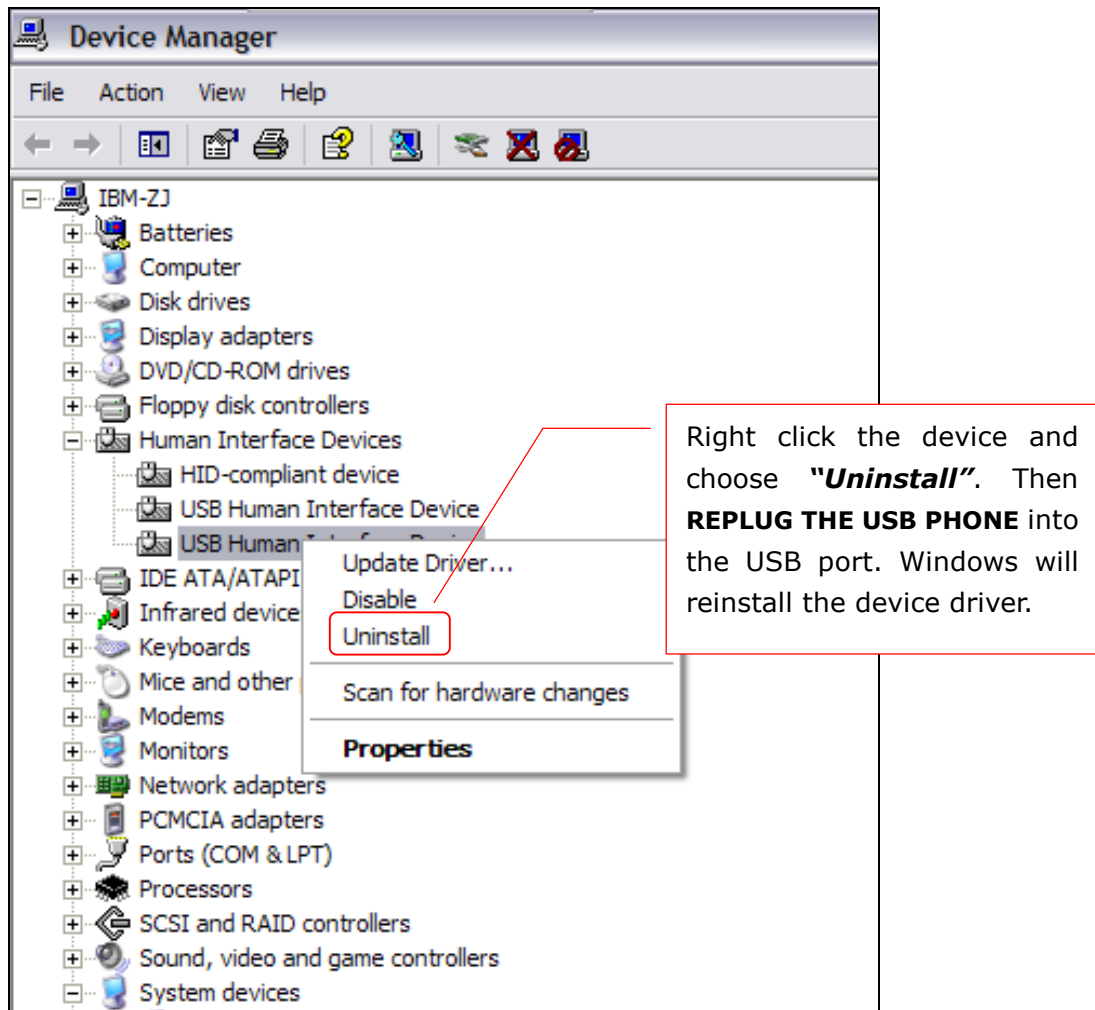 Device Manager
File Action View Help
IBM-ZJ
Batteries
Computer
Disk drives
Display adapters
DVD/CD-ROM drives
Floppy disk controllers
Human Interface Devices
HID-compliant device
USB Human Interface Device
USB Human
IDE ATA/ATAPI
Infrared device
Keyboards
Mice and other
Modems
Monitors
Network adapters
PCMCIA adapters
Ports (COM & LPT)
Processors
SCSI and RAID controllers
Sound, video and game controllers
System devices
Update Driver...
Disable
Uninstall
Scan for hardware changes
Properties
Right click the device and
choose “Uninstall”. Then
REPLUG THE USB PHONE into
the USB port. Windows will
reinstall the device driver.